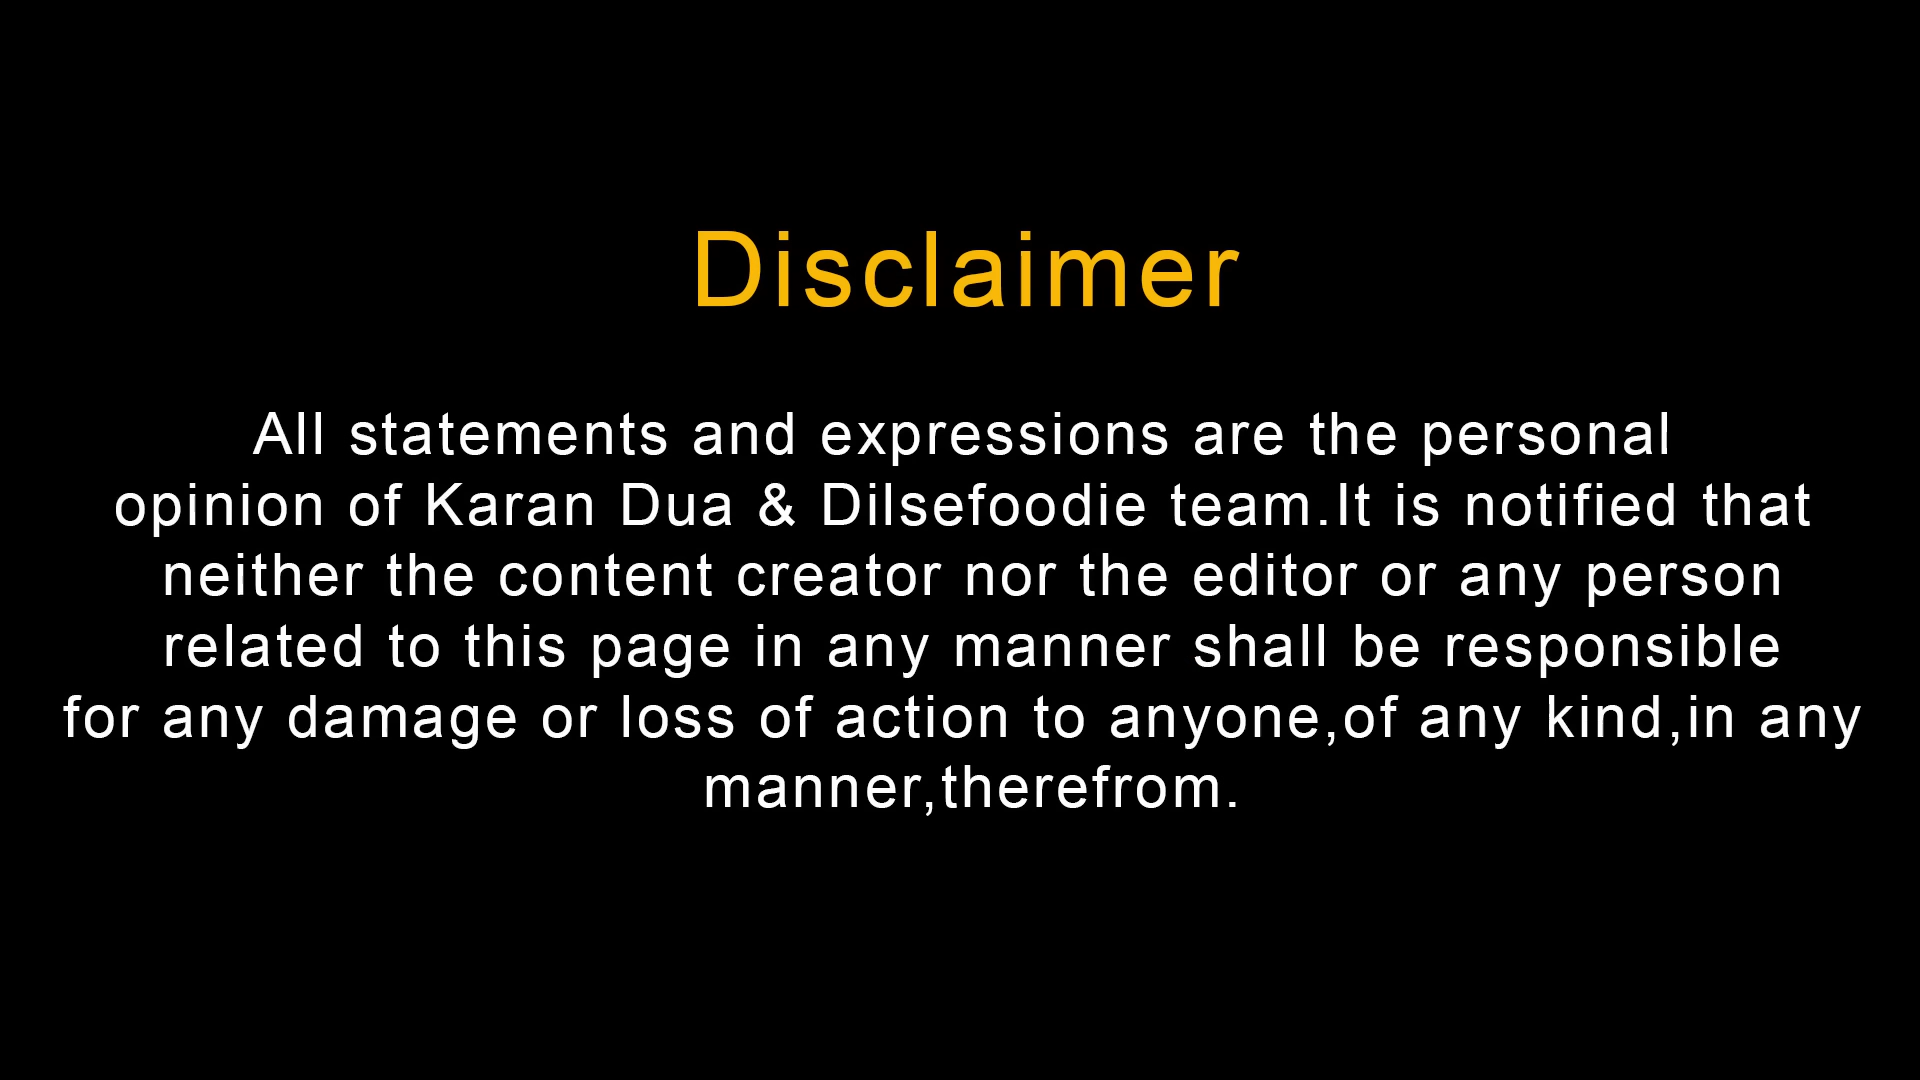 Disclaimer
All statements and expressions are the personal
opinion of Karan Dua & Dilsefoodie team.It is notified that
neither the content creator nor the editor or any person
related to this page in any manner shall be responsible
for any damage or loss of action to anyone,of any kind,in any
manner,therefrom.